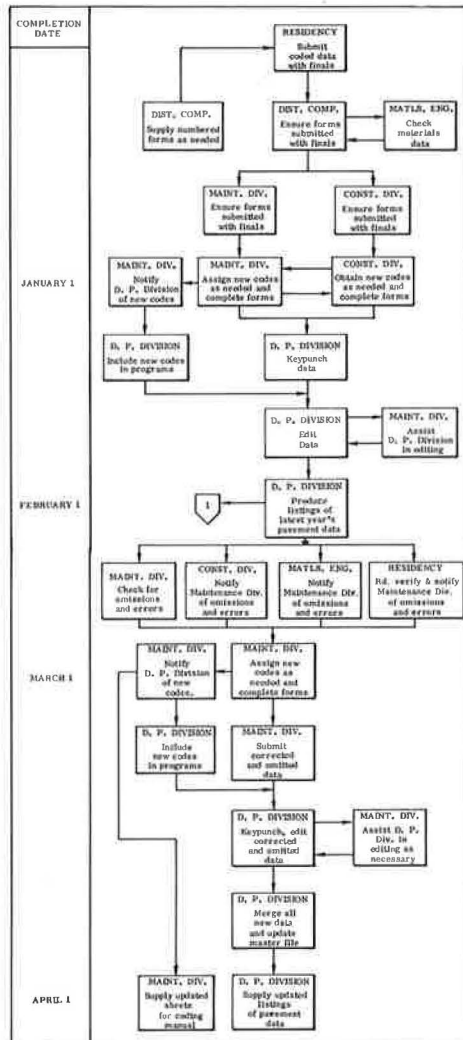 COMPLETION
DATE
RESIDENCY
Submit
coded data
with finals
DIST. COMP.
Supply numbered
forms as needed
DIST. COMP.
Ensure forms
submitted
with finals
MATLS. ENG.
Check
materials
data
MAINT. DIV.
Ensure forms
submitted
with finals
CONST. DIV.
Ensure forms
submitted
with finals
JANUARY 1
MAINT. DIV.
Notify
D. P. Division
of new codes
MAINT. DIV.
Assign new codes
as needed and
complete forms
CONST. DIV.
Obtain new codes
as needed and
complete forms
D. P. DIVISION
Include new codes
in programs
D. P. DIVISION
Keypunch
data
D. P. DIVISION
Edit
Data
MAINT. DIV.
Assist
D. P. Division
in editing
FEBRUARY 1
1
D. P. DIVISION
Produce
listings of
latest year's
pavement data
MAINT. DIV.
Check for
omissions
and errors
CONST. DIV.
Notify
Maintenance Div.
of omissions
and errors
MATLS. ENG.
Notify
Maintenance Div.
of omissions
and errors
RESIDENCY
Rd. verify & notify
Maintenance Div.
of omissions
and errors
MARCH 1
MAINT. DIV.
Notify
D. P. Division
of new
codes.
MAINT. DIV.
Assign new
codes as
needed and
complete forms
D. P. DIVISION
Include
new codes
in programs
MAINT. DIV.
Submit
corrected
and omitted
data
D. P. DIVISION
Keypunch, edit
corrected
and omitted
data
MAINT. DIV.
Assist D. P.
Div. in
editing as
necessary
D. P. DIVISION
Merge all
new data
and update
master file
APRIL 1
MAINT. DIV.
Supply updated
sheets
for coding
manual
D. P. DIVISION
Supply updated
listings
of pavement
data